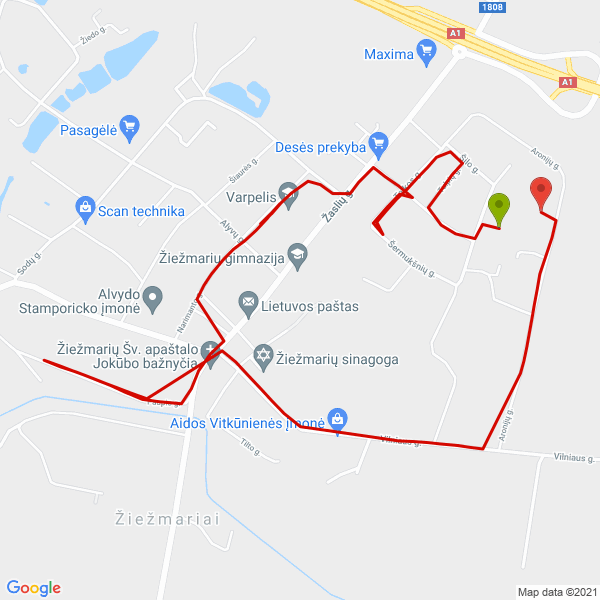 1808
A1
Žiedo g.
Maxima
A1
Pasagėlė
Desės prekyba
Aronijų g.
Šilo g.
Šiaurės g.
Varpelis
Scan technika
Žaslių g.
Alyvų g.
Žiežmarių gimnazija
Šermukšnių g.
Sodų g.
Alvydo
Stamporicko įmonė
Lietuvos paštas
Žiežmarių Šv. apaštalo
Jokūbo bažnyčia
Žiežmarių sinagoga
Aidos Vitkūnienės įmonė
Aronijų g.
Vilniaus g.
Tilto g.
Vilniaus g.
Žiežmariai
Google
Map data ©2021